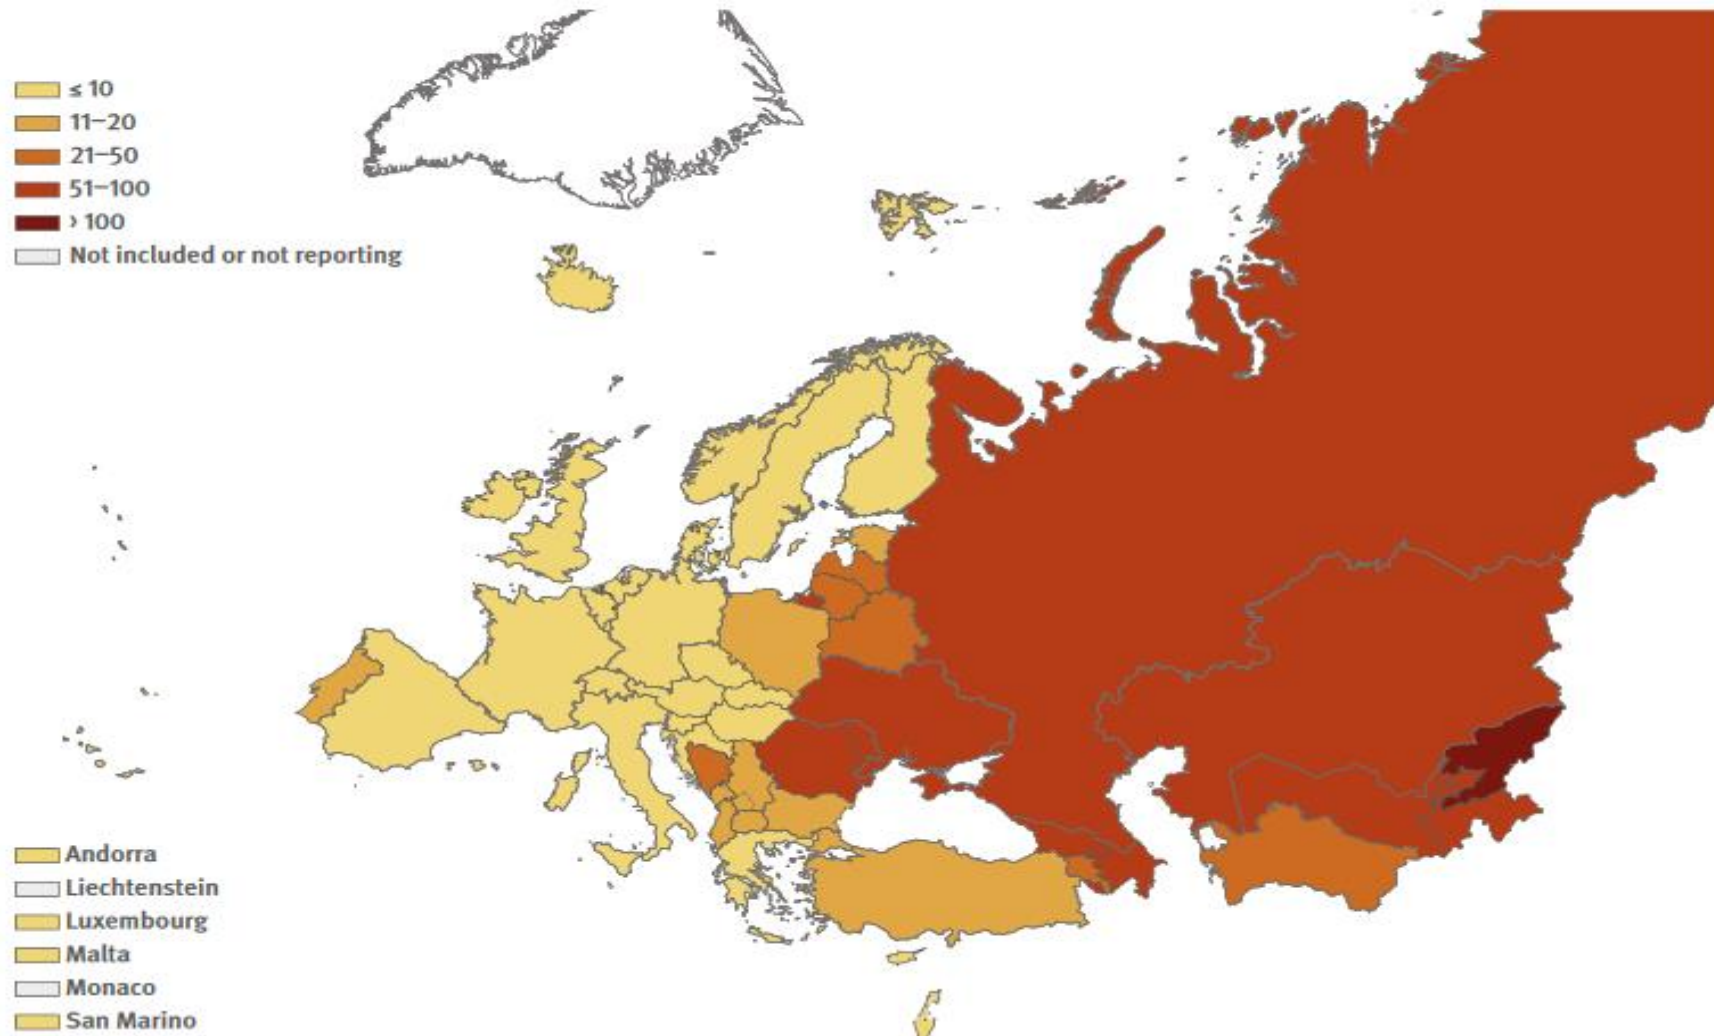 ≤ 10
11–20
21–50
51–100
› 100
Not included or not reporting
Andorra
Liechtenstein
Luxembourg
Malta
Monaco
San Marino